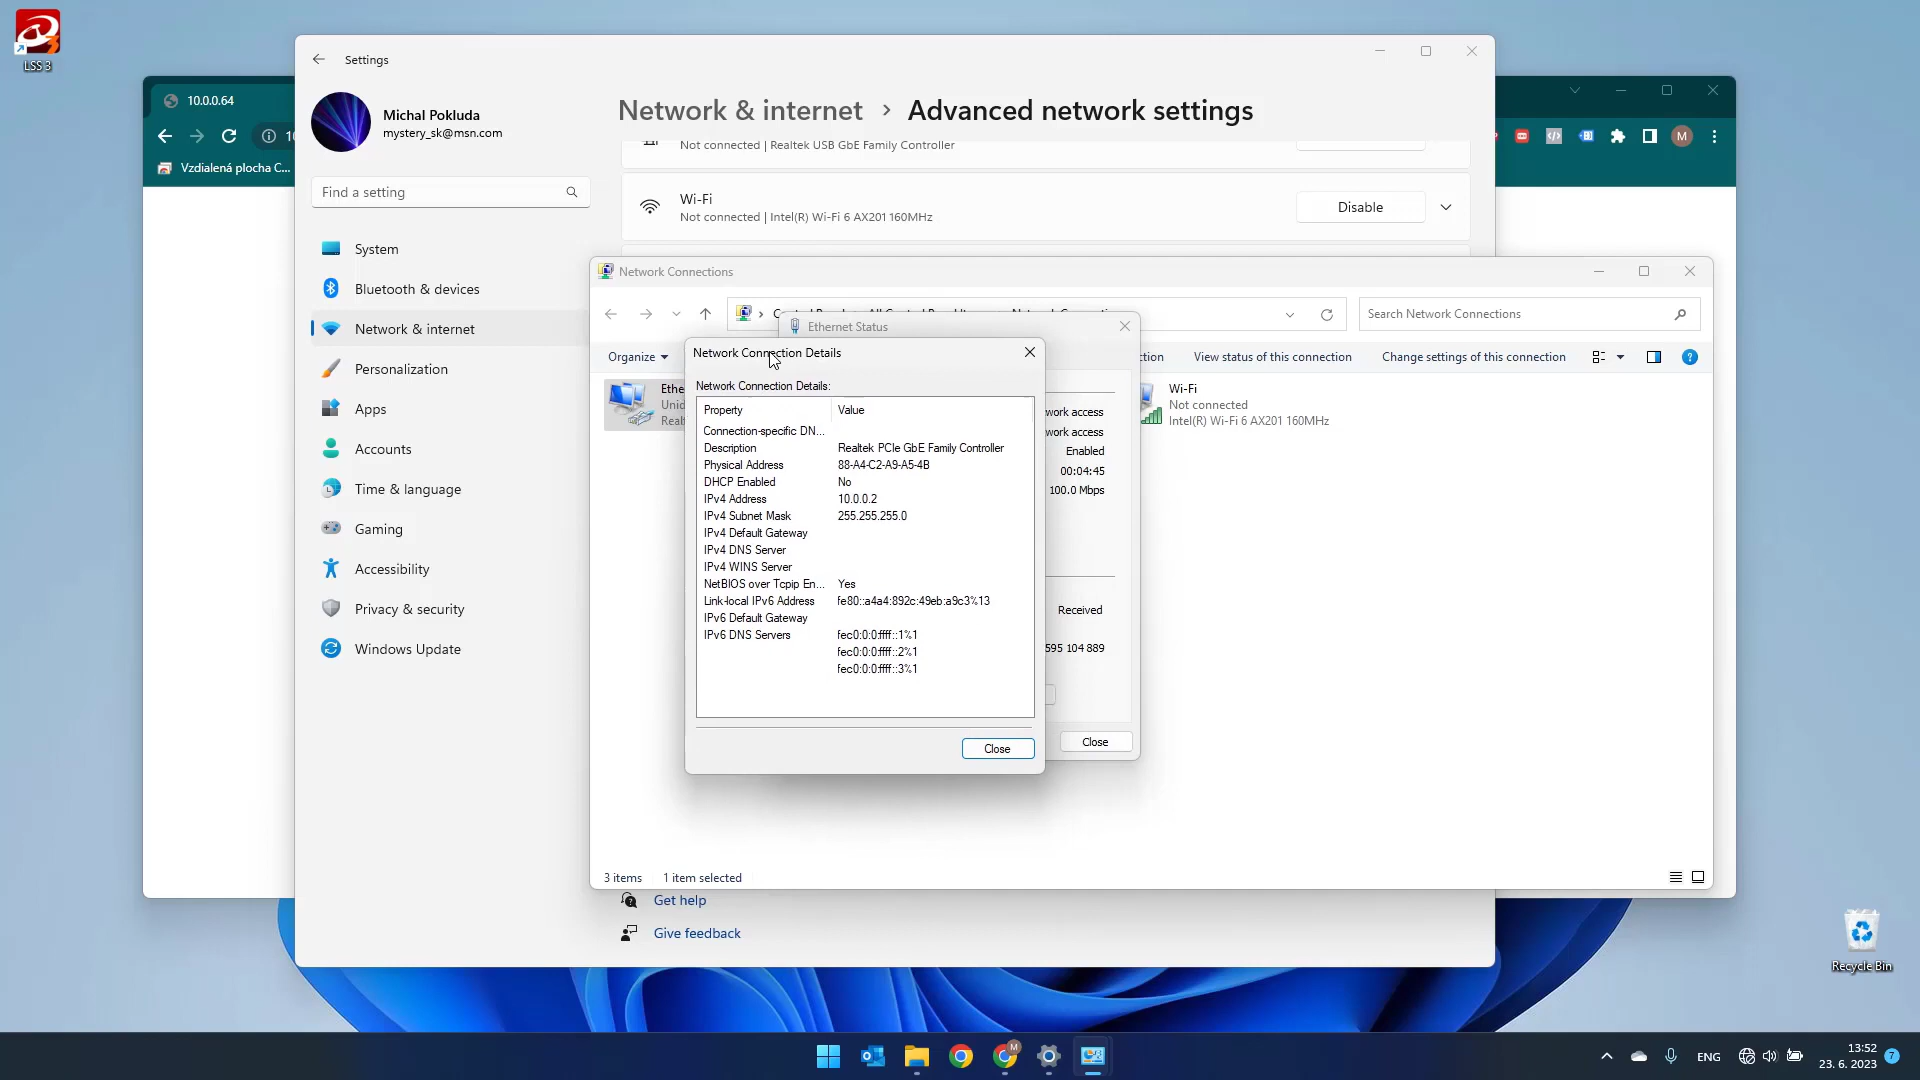 LSS 3
10.0.0.64
Vzdialená plocha C...
Settings
Michal Pokluda
mystery_sk@msn.com
Find a setting
System
Bluetooth & devices
Network & internet
Personalization
Apps
Accounts
Time & language
Gaming
Accessibility
Privacy & security
Windows Update
Network & internet > Advanced network settings
Not connected | Realtek USB GbE Family Controller
Wi-Fi
Not connected | Intel(R) Wi-Fi 6 AX201 160MHz
Disable
M
Network Connections
Search Network Connections
Organize
View status of this connection
Change settings of this connection
Wi-Fi
Not connected
Intel(R) Wi-Fi 6 AX201 160MHz
Ethernet Status
Enabled
00:04:45
100.0 Mbps
Received
595 104 889
Close
Network Connection Details
Network Connection Details:
Property Value
Connection-specific DN...
Description Realtek PCIe GbE Family Controller
Physical Address 88-A4-C2-A9-A5-4B
DHCP Enabled No
IPv4 Address 10.0.0.2
IPv4 Subnet Mask 255.255.255.0
IPv4 Default Gateway
IPv4 DNS Server
IPv4 WINS Server
NetBIOS over Tcpip En... Yes
Link-local IPv6 Address fe80::a4a4:892c:49eb:a9c3%13
IPv6 Default Gateway
IPv6 DNS Servers fec0:0:0:ffff::1%1
fec0:0:0:ffff::2%1
fec0:0:0:ffff::3%1
Close
3 items 1 item selected
Get help
Give feedback
Recycle Bin
M
ENG
13:52
23. 6. 2023
7